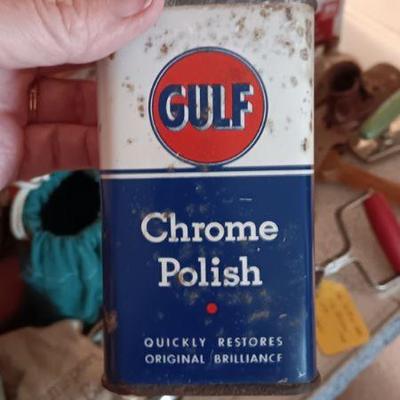 GULF
Chrome
Polish
QUICKLY RESTORES
ORIGINAL BRILLIANCE